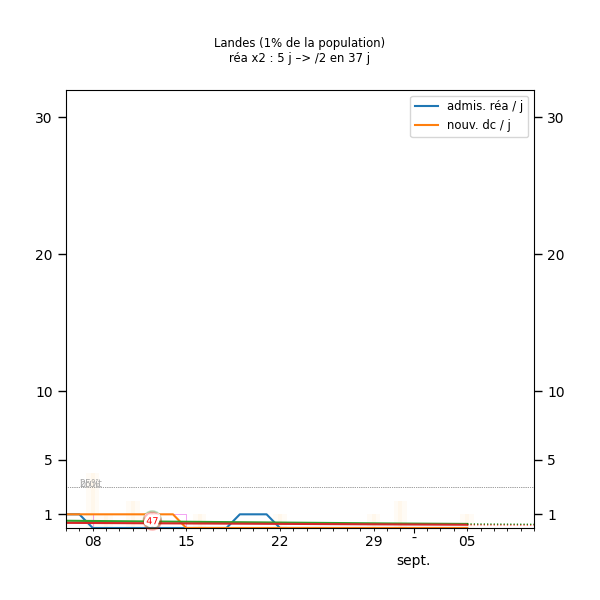 Landes (1% de la population)
réa x2 : 5 j –> /2 en 37 j
admis. réa / j
nouv. dc / j
30 30
20 20
10 10
5 5
1 1
47
08 15 22 29 - 05
sept.